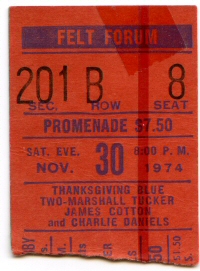 FELT FORUM
201 B 8
SEC. ROW SEAT
PROMENADE $7.50
SAT. EVE. 30 8:00 P.M.
NOV. 1974
THANKSGIVING BLUE
TWO-MARSHALL TUCKER
JAMES COTTON
AND CHARLIE DANIELS